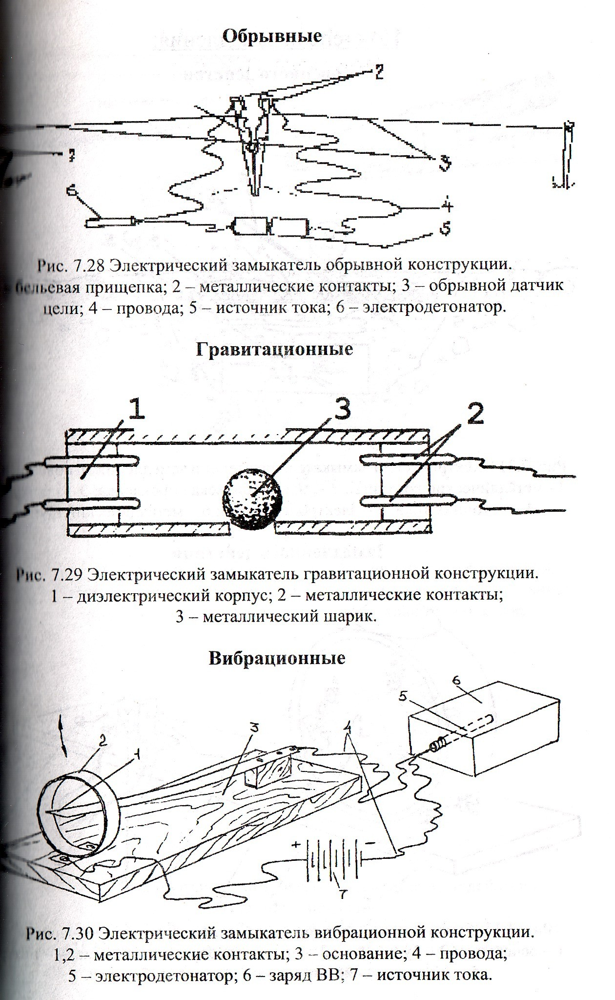 Обрывные
2
1
3
6
4
5
Рис. 7.28 Электрический замыкатель обрывной конструкции.
бельевая прищепка; 2 – металлические контакты; 3 – обрывной датчик
цели; 4 – провода; 5 – источник тока; 6 – электродетонатор.
Гравитационные
1
3
2
Рис. 7.29 Электрический замыкатель гравитационной конструкции.
1 – диэлектрический корпус; 2 – металлические контакты;
3 – металлический шарик.
Вибрационные
6
5
3
4
2
1
+
–
7
Рис. 7.30 Электрический замыкатель вибрационной конструкции.
1,2 – металлические контакты; 3 – основание; 4 – провода;
5 – электродетонатор; 6 – заряд ВВ; 7 – источник тока.